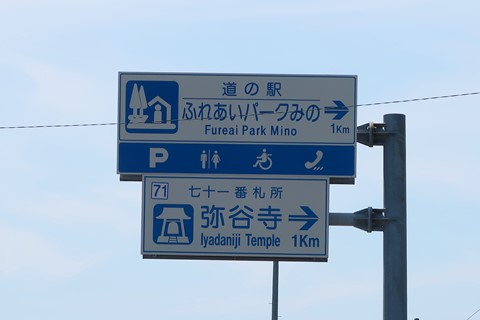 道の駅
ふれあいパークみの
Fureai Park Mino
1Km
P
71
七十一番札所
弥谷寺
Iyadaniji Temple 1Km